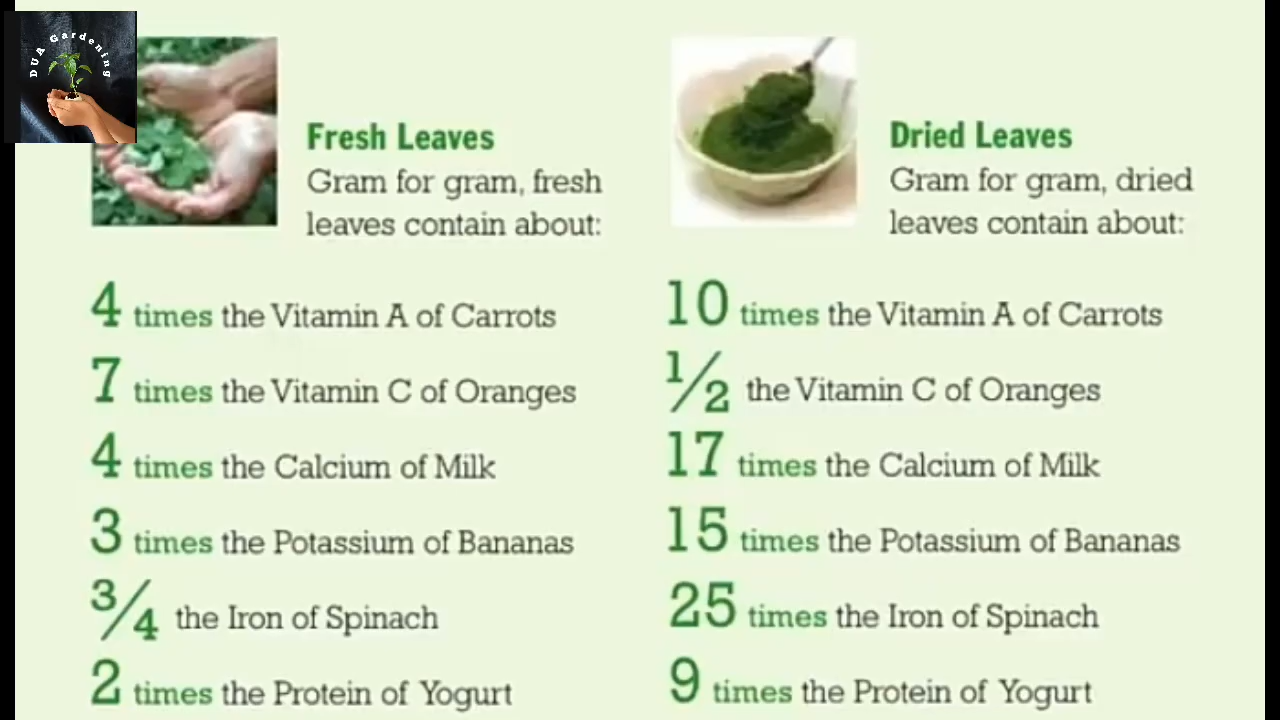 DUA Gardening
Fresh Leaves
Gram for gram, fresh
leaves contain about:
4 times the Vitamin A of Carrots
7 times the Vitamin C of Oranges
4 times the Calcium of Milk
3 times the Potassium of Bananas
3/4 the Iron of Spinach
2 times the Protein of Yogurt
Dried Leaves
Gram for gram, dried
leaves contain about:
10 times the Vitamin A of Carrots
1/2 the Vitamin C of Oranges
17 times the Calcium of Milk
15 times the Potassium of Bananas
25 times the Iron of Spinach
9 times the Protein of Yogurt